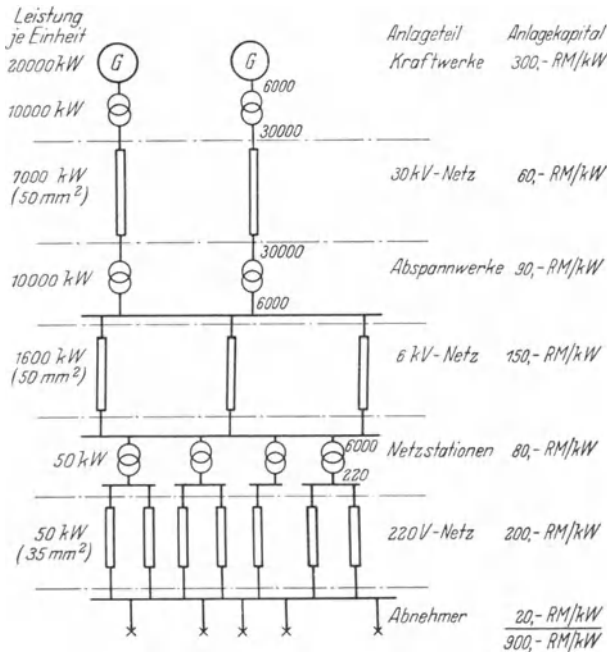 Leistung
je Einheit
Anlageteil Anlagekapital
20000 kW G G Kraftwerke 300,- RM/kW
6000
10000 kW
30000
7000 kW 30 kV-Netz 60,- RM/kW
(50 mm²)
30000
10000 kW Abspannwerke 90,- RM/kW
6000
1600 kW 6 kV-Netz 150,- RM/kW
(50 mm²)
50 kW 6000 Netzstationen 80,- RM/kW
220
50 kW 220 V-Netz 200,- RM/kW
(35 mm²)
Abnehmer 20,- RM/kW
900,- RM/kW